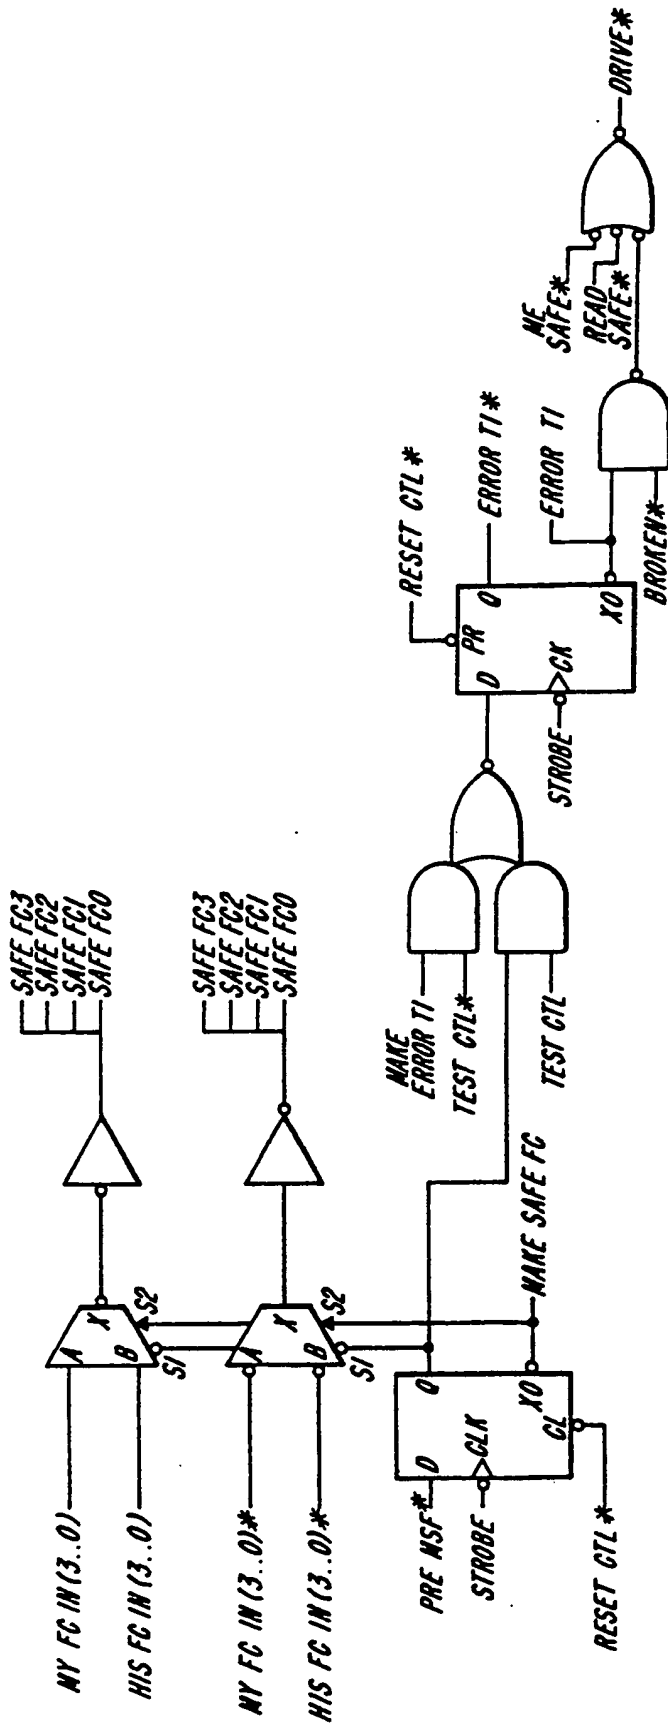 MY FC IN(3..0)
HIS FC IN(3..0)
A
B
X
S1
S2
SAFE FC3
SAFE FC2
SAFE FC1
SAFE FC0
MY FC IN(3..0)*
HIS FC IN(3..0)*
A
B
X
S1
S2
SAFE FC3
SAFE FC2
SAFE FC1
SAFE FC0
PRE MSF*
STROBE
D
CLK
Q
XO
CL
RESET CTL*
MAKE SAFE FC
MAKE
ERROR T1
TEST CTL*
TEST CTL
STROBE
D
PR
CK
Q
XO
RESET CTL*
ERROR T1*
ERROR T1
BROKEN*
ME
SAFE*
READ
SAFE*
DRIVE*